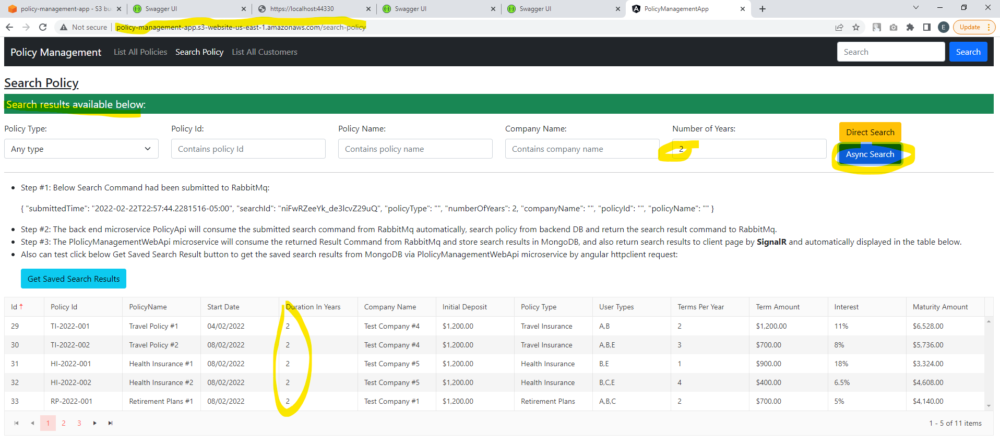 policy-management-app - S3 bu
Swagger UI
https://localhost:44330
Swagger UI
Swagger UI
PolicyManagementApp
Not secure | policy-management-app.s3-website-us-east-1.amazonaws.com/search-policy
E
Update
Policy Management List All Policies Search Policy List All Customers Search Search
Search Policy
Search results available below:
Policy Type: Policy Id: Policy Name: Company Name: Number of Years: Direct Search
Any type Contains policy Id Contains policy name Contains company name 2 Async Search
• Step #1: Below Search Command had been submitted to RabbitMq:
{ "submittedTime": "2022-02-22T22:57:44.2281516-05:00", "searchId": "niFwRZeeYk_de3lcvZ29uQ", "policyType": "", "numberOfYears": 2, "companyName": "", "policyId": "", "policyName": "" }
• Step #2: The back end microservice PolicyApi will consume the submitted search command from RabbitMq automatically, search policy from backend DB and return the search result command to RabbitMq.
• Step #3: The PlolicyManagementWebApi microservice will consume the returned Result Command from RabbitMq and store search results in MongoDB, and also return search results to client page by SignalR and automatically displayed in the table below.
• Also can test click below Get Saved Search Result button to get the saved search results from MongoDB via PlolicyManagementWebApi microservice by angular httpclient request:
Get Saved Search Results
Id Policy Id PolicyName Start Date Duration In Years Company Name Initial Deposit Policy Type User Types Terms Per Year Term Amount Interest Maturity Amount
29 TI-2022-001 Travel Policy #1 04/02/2022 2 Test Company #4 $1,200.00 Travel Insurance A,B 2 $1,200.00 11% $6,528.00
30 TI-2022-002 Travel Policy #2 08/02/2022 2 Test Company #4 $1,200.00 Travel Insurance A,B,E 3 $700.00 8% $5,736.00
31 HI-2022-001 Health Insurance #1 08/02/2022 2 Test Company #5 $1,200.00 Health Insurance B,E 1 $900.00 18% $3,324.00
32 HI-2022-002 Health Insurance #2 08/02/2022 2 Test Company #5 $1,200.00 Health Insurance B,C,E 4 $400.00 6.5% $4,608.00
33 RP-2022-001 Retirement Plans #1 08/02/2022 2 Test Company #1 $1,200.00 Retirement Plans A,B,C 2 $700.00 5% $4,140.00
1 2 3 1 - 5 of 11 items